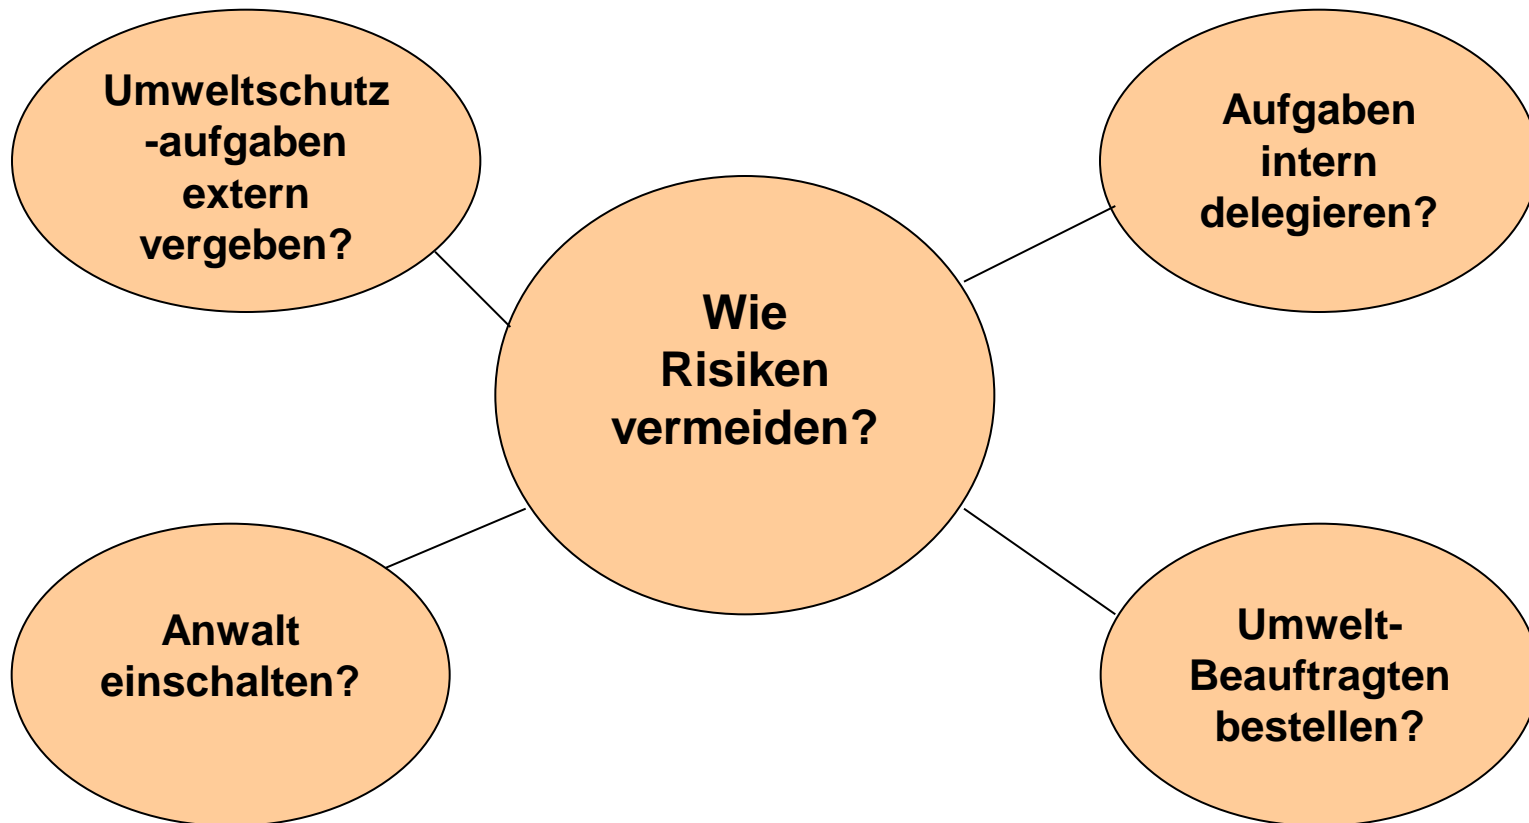 Umweltschutz
-aufgaben
extern
vergeben?
Aufgaben
intern
delegieren?
Wie
Risiken
vermeiden?
Anwalt
einschalten?
Umwelt-
Beauftragten
bestellen?